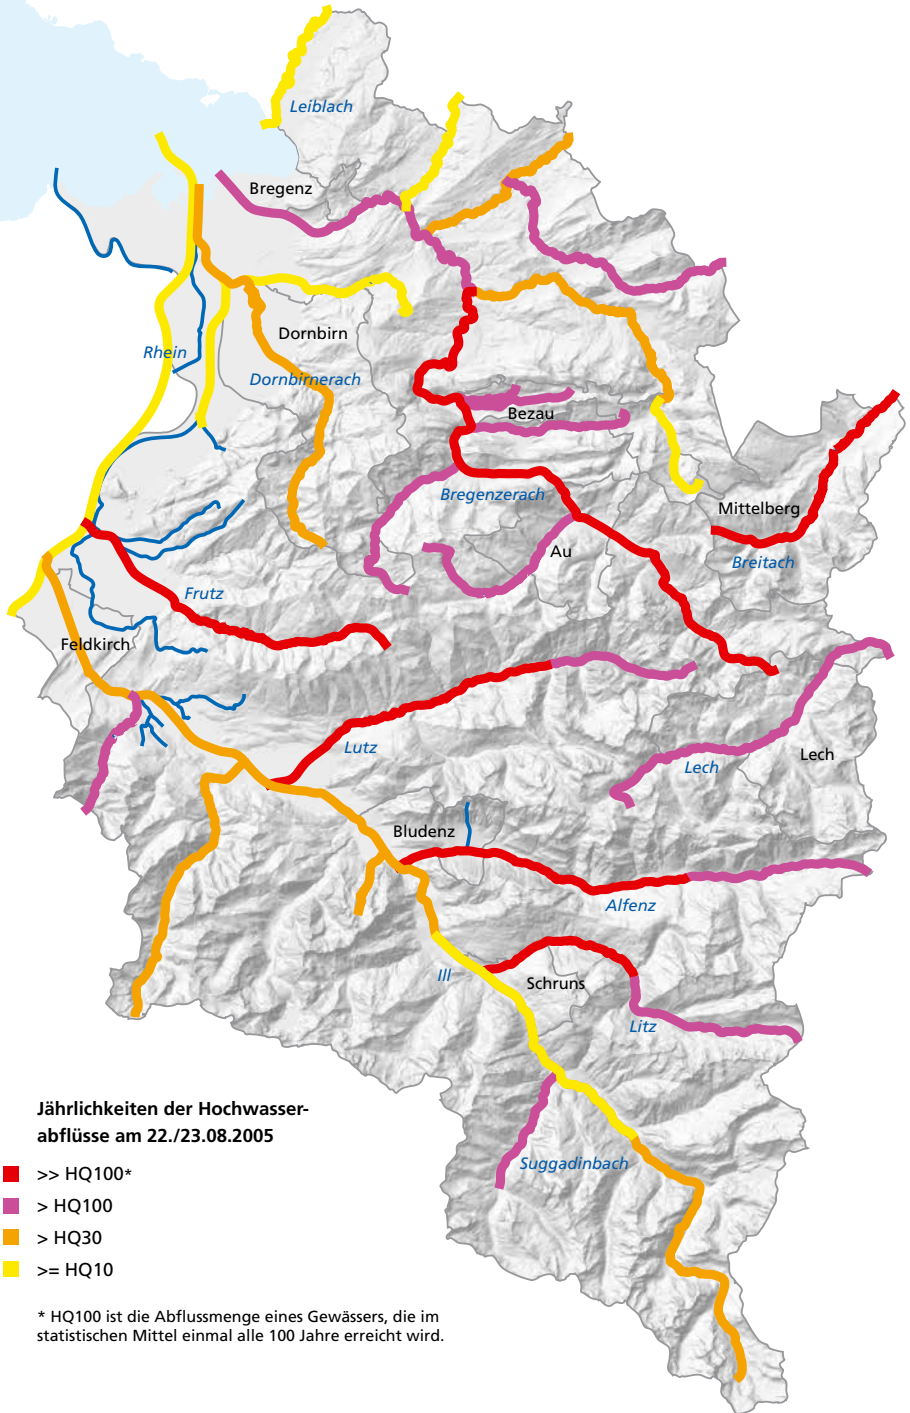 Leiblach
Bregenz
Dornbirn
Rhein
Dornbirnerach
Bezau
Bregenzerach
Mittelberg
Au
Breitach
Frutz
Feldkirch
Lutz
Lech
Lech
Bludenz
Alfenz
Ill
Schruns
Litz
Jährlichkeiten der Hochwasser-
abflüsse am 22./23.08.2005
Suggadinbach
>> HQ100*
> HQ100
> HQ30
>= HQ10
* HQ100 ist die Abflussmenge eines Gewässers, die im
statistischen Mittel einmal alle 100 Jahre erreicht wird.